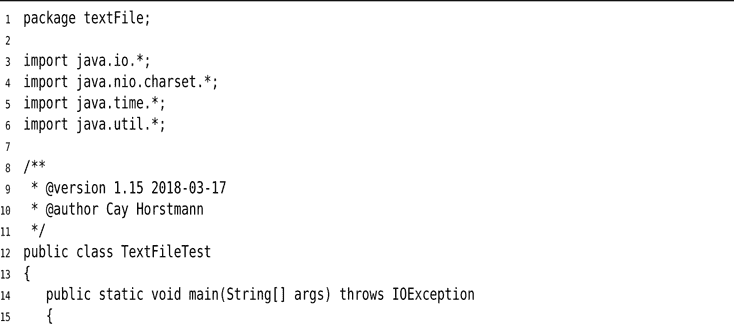 1 package textFile;
2
3 import java.io.*;
4 import java.nio.charset.*;
5 import java.time.*;
6 import java.util.*;
7
8 /**
9  * @version 1.15 2018-03-17
10  * @author Cay Horstmann
11  */
12 public class TextFileTest
13 {
14    public static void main(String[] args) throws IOException
15    {